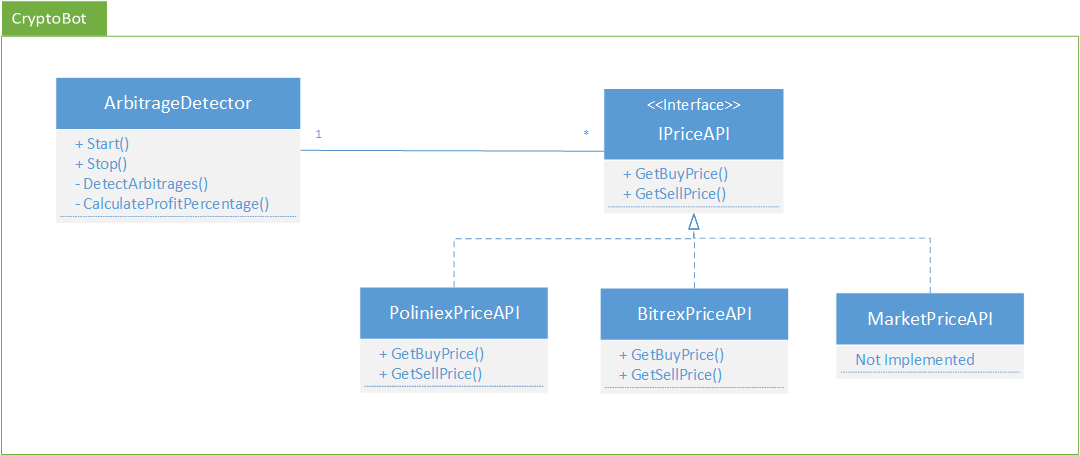 CryptoBot
ArbitrageDetector
+ Start()
+ Stop()
- DetectArbitrages()
- CalculateProfitPercentage()
1
*
<<Interface>>
IPriceAPI
+ GetBuyPrice()
+ GetSellPrice()
PoliniexPriceAPI
+ GetBuyPrice()
+ GetSellPrice()
BitrexPriceAPI
+ GetBuyPrice()
+ GetSellPrice()
MarketPriceAPI
Not Implemented